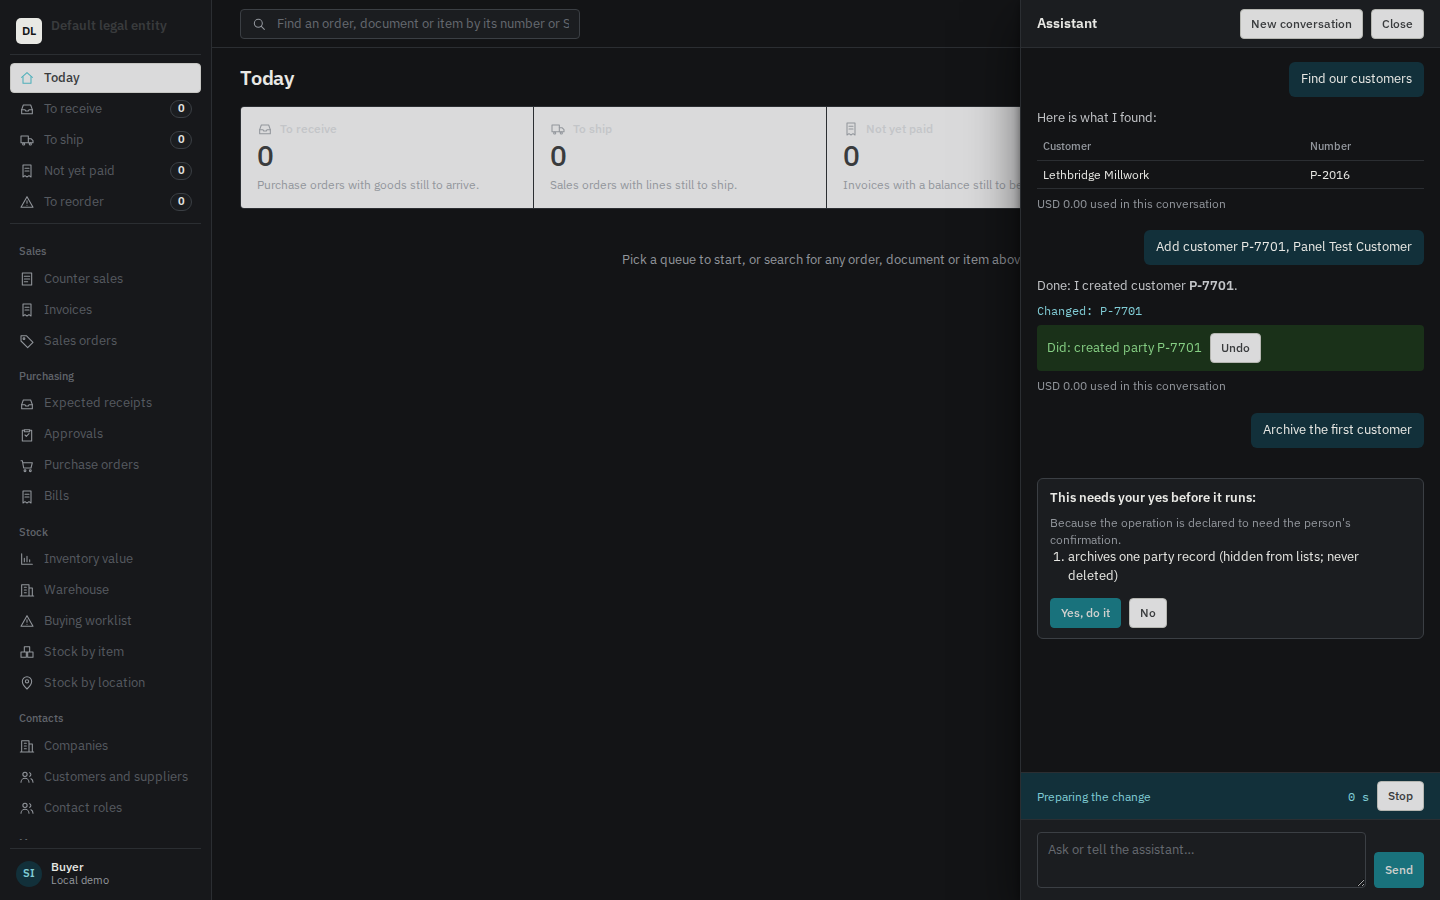 DL
Default legal entity
Today
To receive
0
To ship
0
Not yet paid
0
To reorder
0
Sales
Counter sales
Invoices
Sales orders
Purchasing
Expected receipts
Approvals
Purchase orders
Bills
Stock
Inventory value
Warehouse
Buying worklist
Stock by item
Stock by location
Contacts
Companies
Customers and suppliers
Contact roles
SI
Buyer
Local demo
Find an order, document or item by its number or S
Today
To receive
0
Purchase orders with goods still to arrive.
To ship
0
Sales orders with lines still to ship.
Not yet paid
0
Invoices with a balance still to be
Pick a queue to start, or search for any order, document or item abov
Assistant
New conversation
Close
Find our customers
Here is what I found:
Customer Number
Lethbridge Millwork P-2016
USD 0.00 used in this conversation
Add customer P-7701, Panel Test Customer
Done: I created customer P-7701.
Changed: P-7701
Did: created party P-7701
Undo
USD 0.00 used in this conversation
Archive the first customer
This needs your yes before it runs:
Because the operation is declared to need the person's
confirmation.
1. archives one party record (hidden from lists; never
deleted)
Yes, do it
No
Preparing the change
0 s
Stop
Ask or tell the assistant...
Send